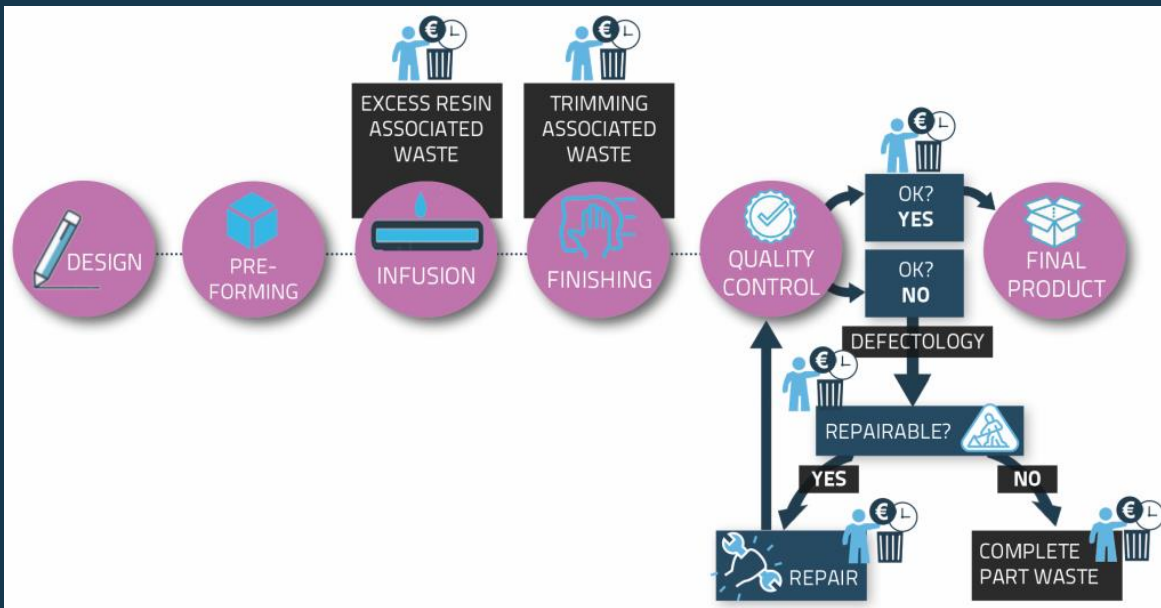 EXCESS RESIN
ASSOCIATED
WASTE
TRIMMING
ASSOCIATED
WASTE
DESIGN
PRE-
FORMING
INFUSION
FINISHING
QUALITY
CONTROL
OK?
YES
OK?
NO
FINAL
PRODUCT
DEFECTOLOGY
REPAIRABLE?
YES
NO
REPAIR
COMPLETE
PART WASTE